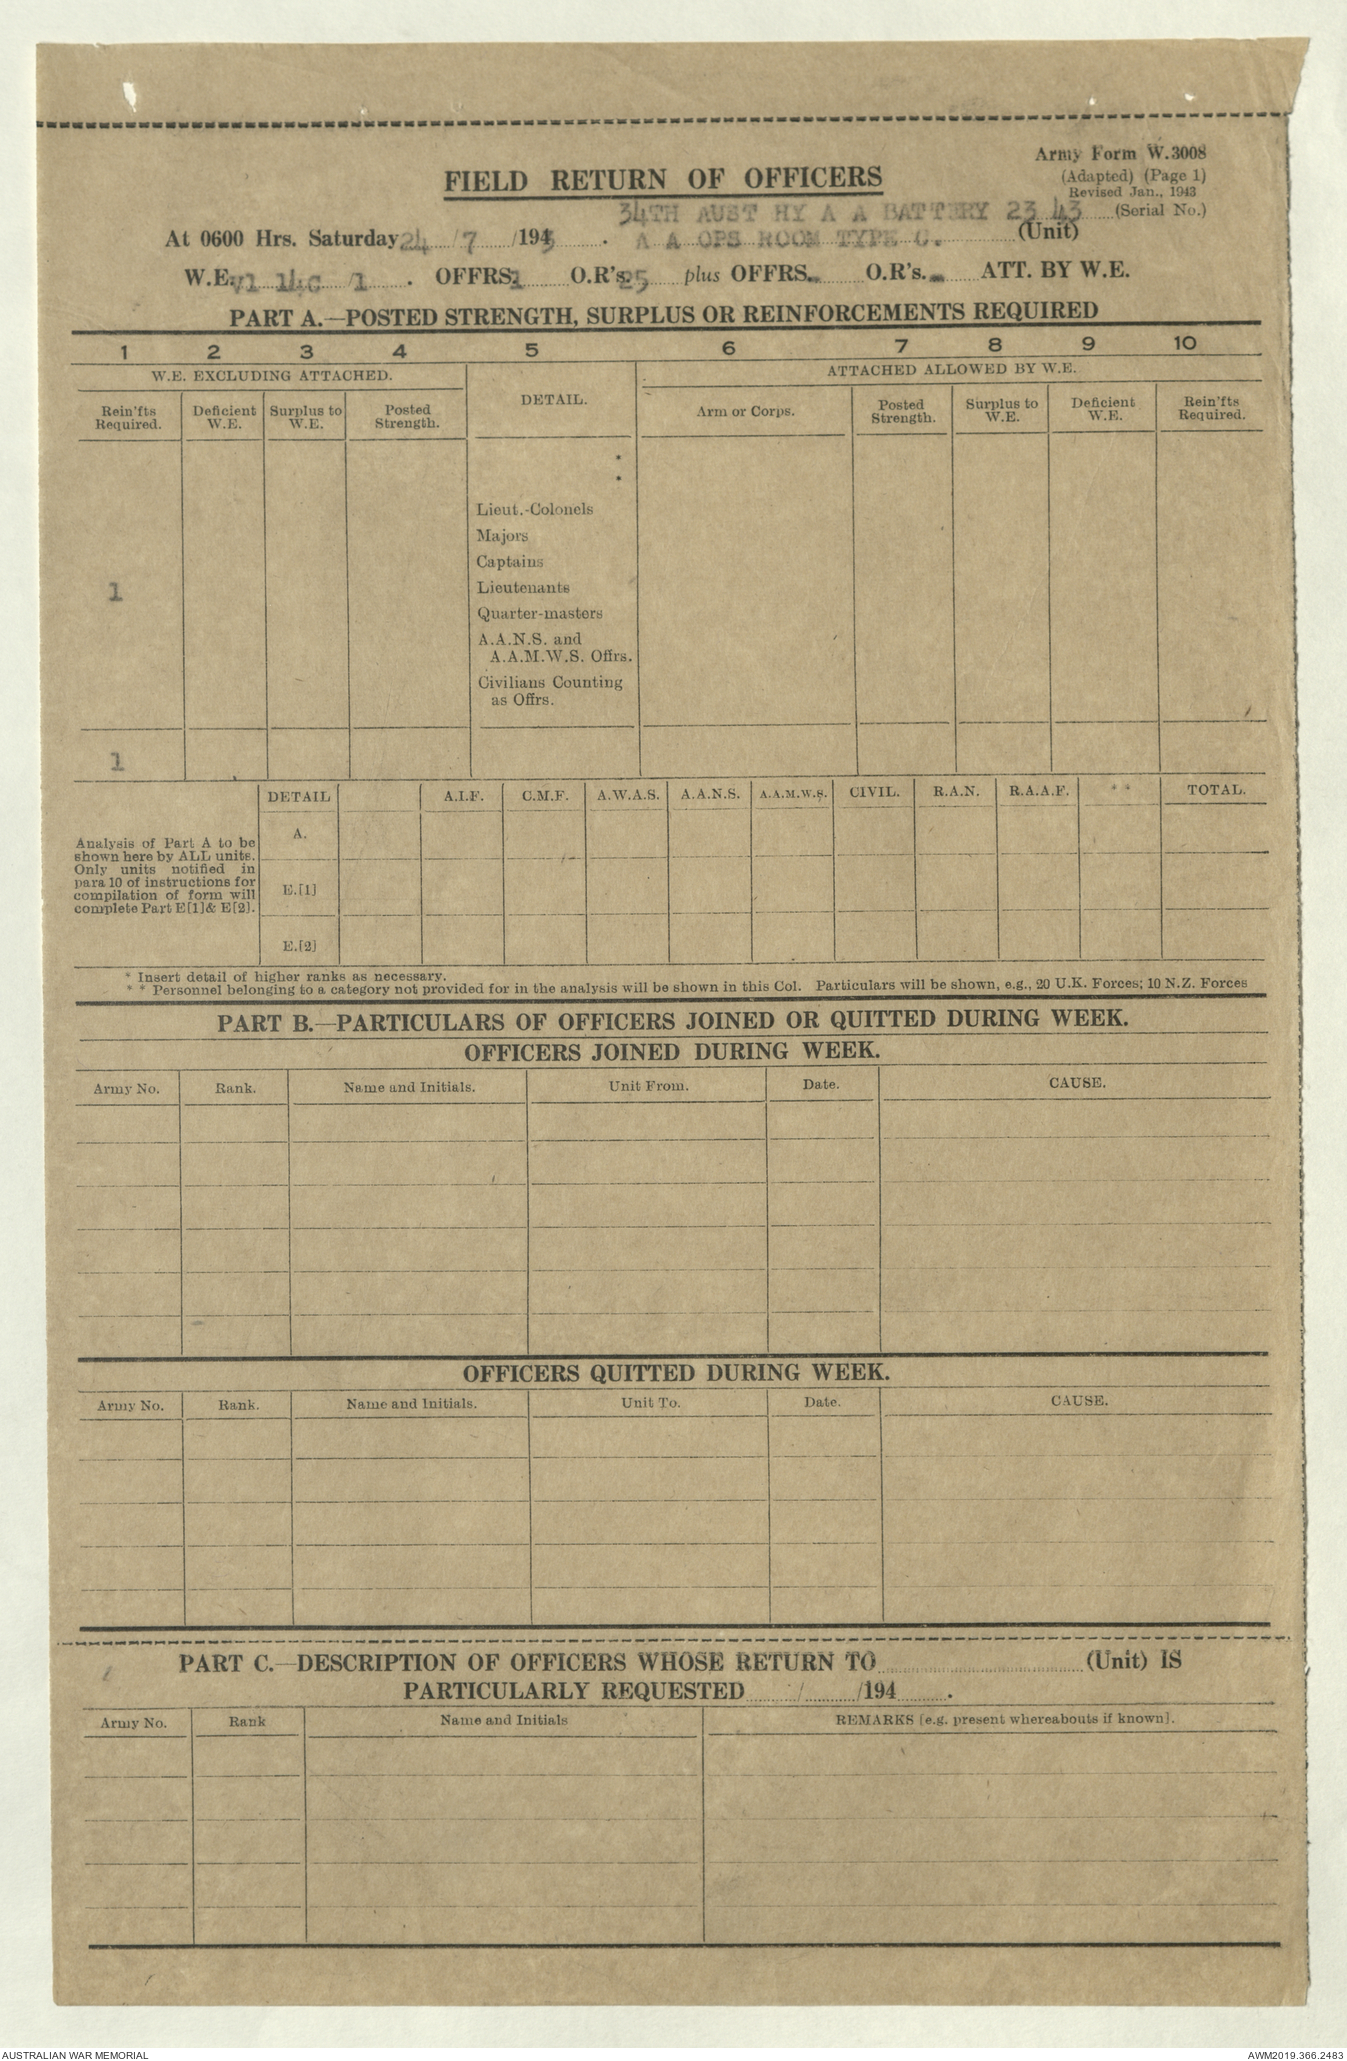 Army Form W.3008
FIELD RETURN OF OFFICERS
(Adapted) (Page 1)
Revised Jan., 1943
34TH AUST HY A A BATTERY 23 43 (Serial No.)
At 0600 Hrs. Saturday 24/7/1943. A A OPS ROOM TYPE C. (Unit)
W.E. V1 14C /1. OFFRS. 1 O.R's. 25 plus OFFRS. - O.R's. - ATT. BY W.E.
PART A.—POSTED STRENGTH, SURPLUS OR REINFORCEMENTS REQUIRED
1 2 3 4 5 6 7 8 9 10
W.E. EXCLUDING ATTACHED. DETAIL. ATTACHED ALLOWED BY W.E.
Rein'fts Required. Deficient W.E. Surplus to W.E. Posted Strength. Arm or Corps. Posted Strength. Surplus to W.E. Deficient W.E. Rein'fts Required.
*
*
Lieut.-Colonels
Majors
Captains
1 Lieutenants
Quarter-masters
A.A.N.S. and
A.A.M.W.S. Offrs.
Civilians Counting
as Offrs.
1
DETAIL A.I.F. C.M.F. A.W.A.S. A.A.N.S. A.A.M.W.S. CIVIL. R.A.N. R.A.A.F. * * TOTAL.
A.
Analysis of Part A to be
shown here by ALL units.
Only units notified in
para 10 of instructions for
compilation of form will
complete Part E[1]& E[2].
E.[1]
E.[2]
* Insert detail of higher ranks as necessary.
* * Personnel belonging to a category not provided for in the analysis will be shown in this Col. Particulars will be shown, e.g., 20 U.K. Forces; 10 N.Z. Forces
PART B.—PARTICULARS OF OFFICERS JOINED OR QUITTED DURING WEEK.
OFFICERS JOINED DURING WEEK.
Army No. Rank. Name and Initials. Unit From. Date. CAUSE.
OFFICERS QUITTED DURING WEEK.
Army No. Rank. Name and Initials. Unit To. Date. CAUSE.
PART C.—DESCRIPTION OF OFFICERS WHOSE RETURN TO (Unit) IS
PARTICULARLY REQUESTED / /194 .
Army No. Rank Name and Initials REMARKS [e.g. present whereabouts if known].
AUSTRALIAN WAR MEMORIAL AWM2019.366.2483